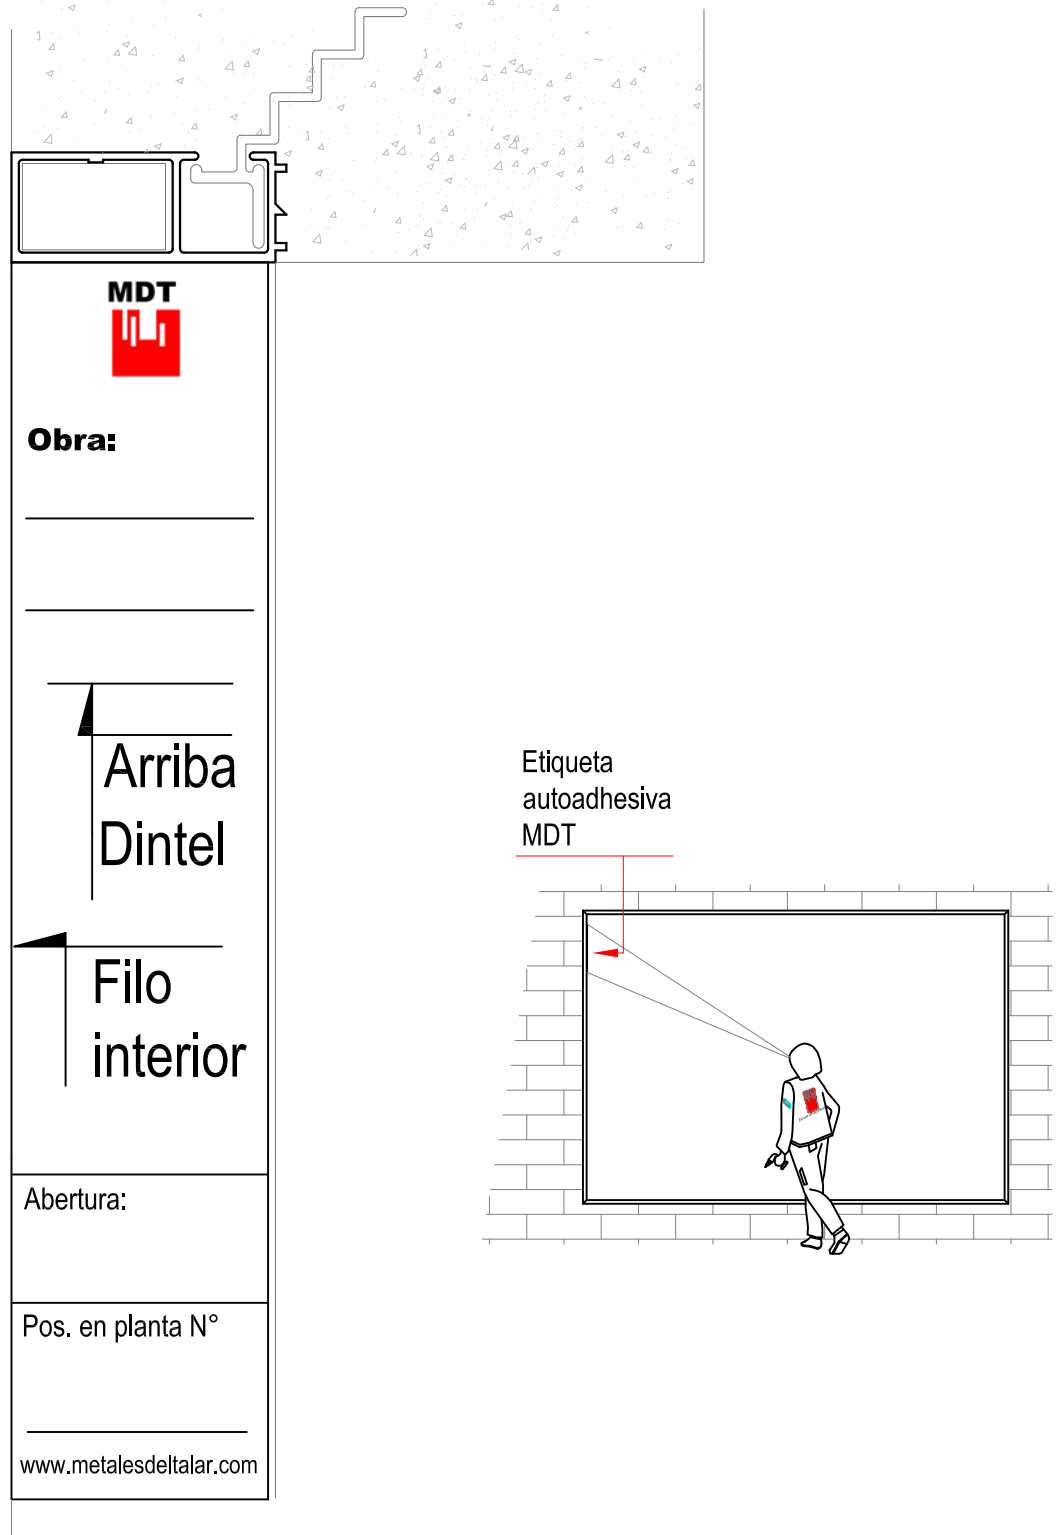 MDT
Obra:
Arriba
Dintel
Filo
interior
Abertura:
Pos. en planta N°
www.metalesdeltalar.com
Etiqueta
autoadhesiva
MDT